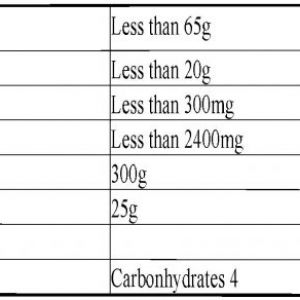 Less than 65g
Less than 20g
Less than 300mg
Less than 2400mg
300g
25g
Carbonhydrates 4